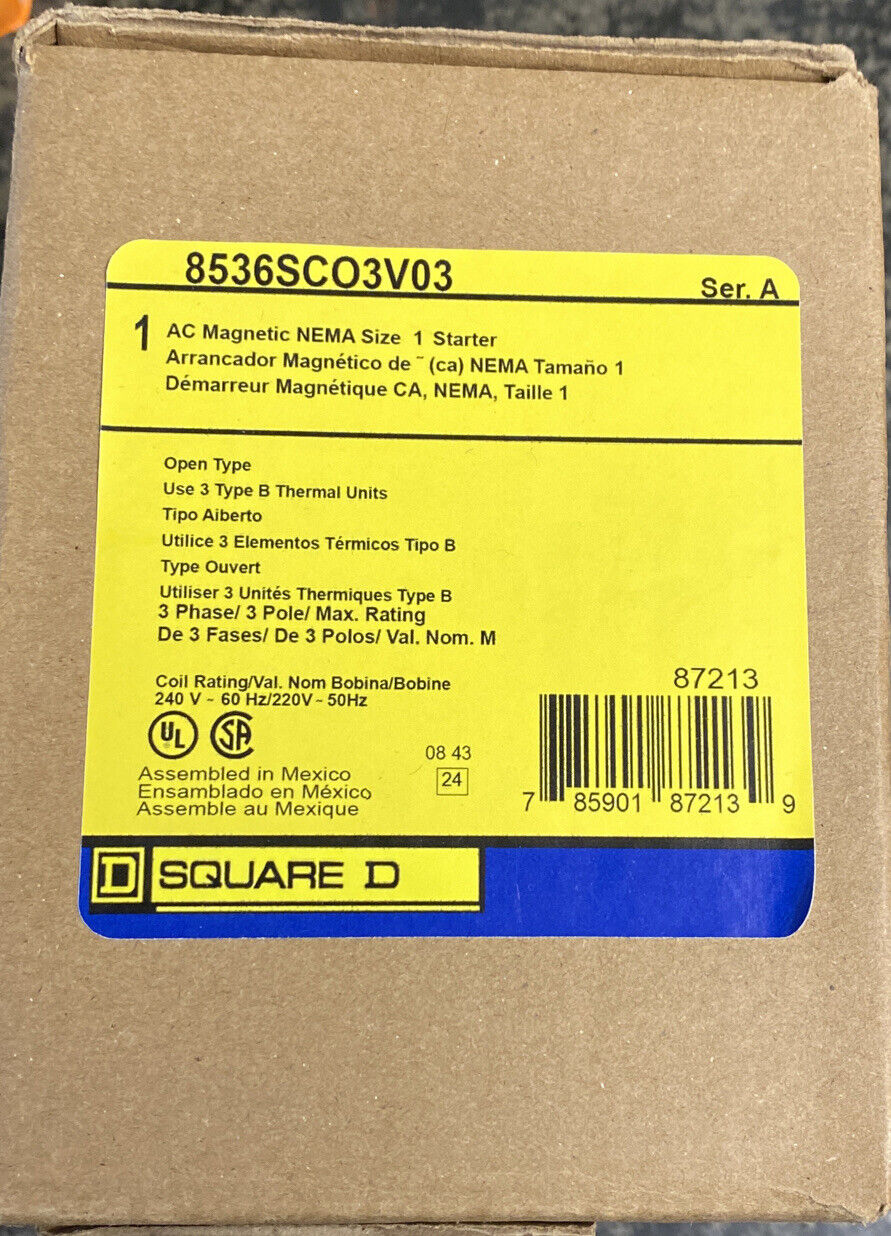 8536SCO3V03
Ser. A
1
AC Magnetic NEMA Size 1 Starter
Arrancador Magnético de ~ (ca) NEMA Tamaño 1
Démarreur Magnétique CA, NEMA, Taille 1
Open Type
Use 3 Type B Thermal Units
Tipo Aiberto
Utilice 3 Elementos Térmicos Tipo B
Type Ouvert
Utiliser 3 Unités Thermiques Type B
3 Phase/ 3 Pole/ Max. Rating
De 3 Fases/ De 3 Polos/ Val. Nom. M
Coil Rating/Val. Nom Bobina/Bobine
240 V ~ 60 Hz/220V ~ 50Hz
UL
SA
Assembled in Mexico
Ensamblado en México
Assemble au Mexique
08 43
24
87213
7 85901 87213 9
D SQUARE D